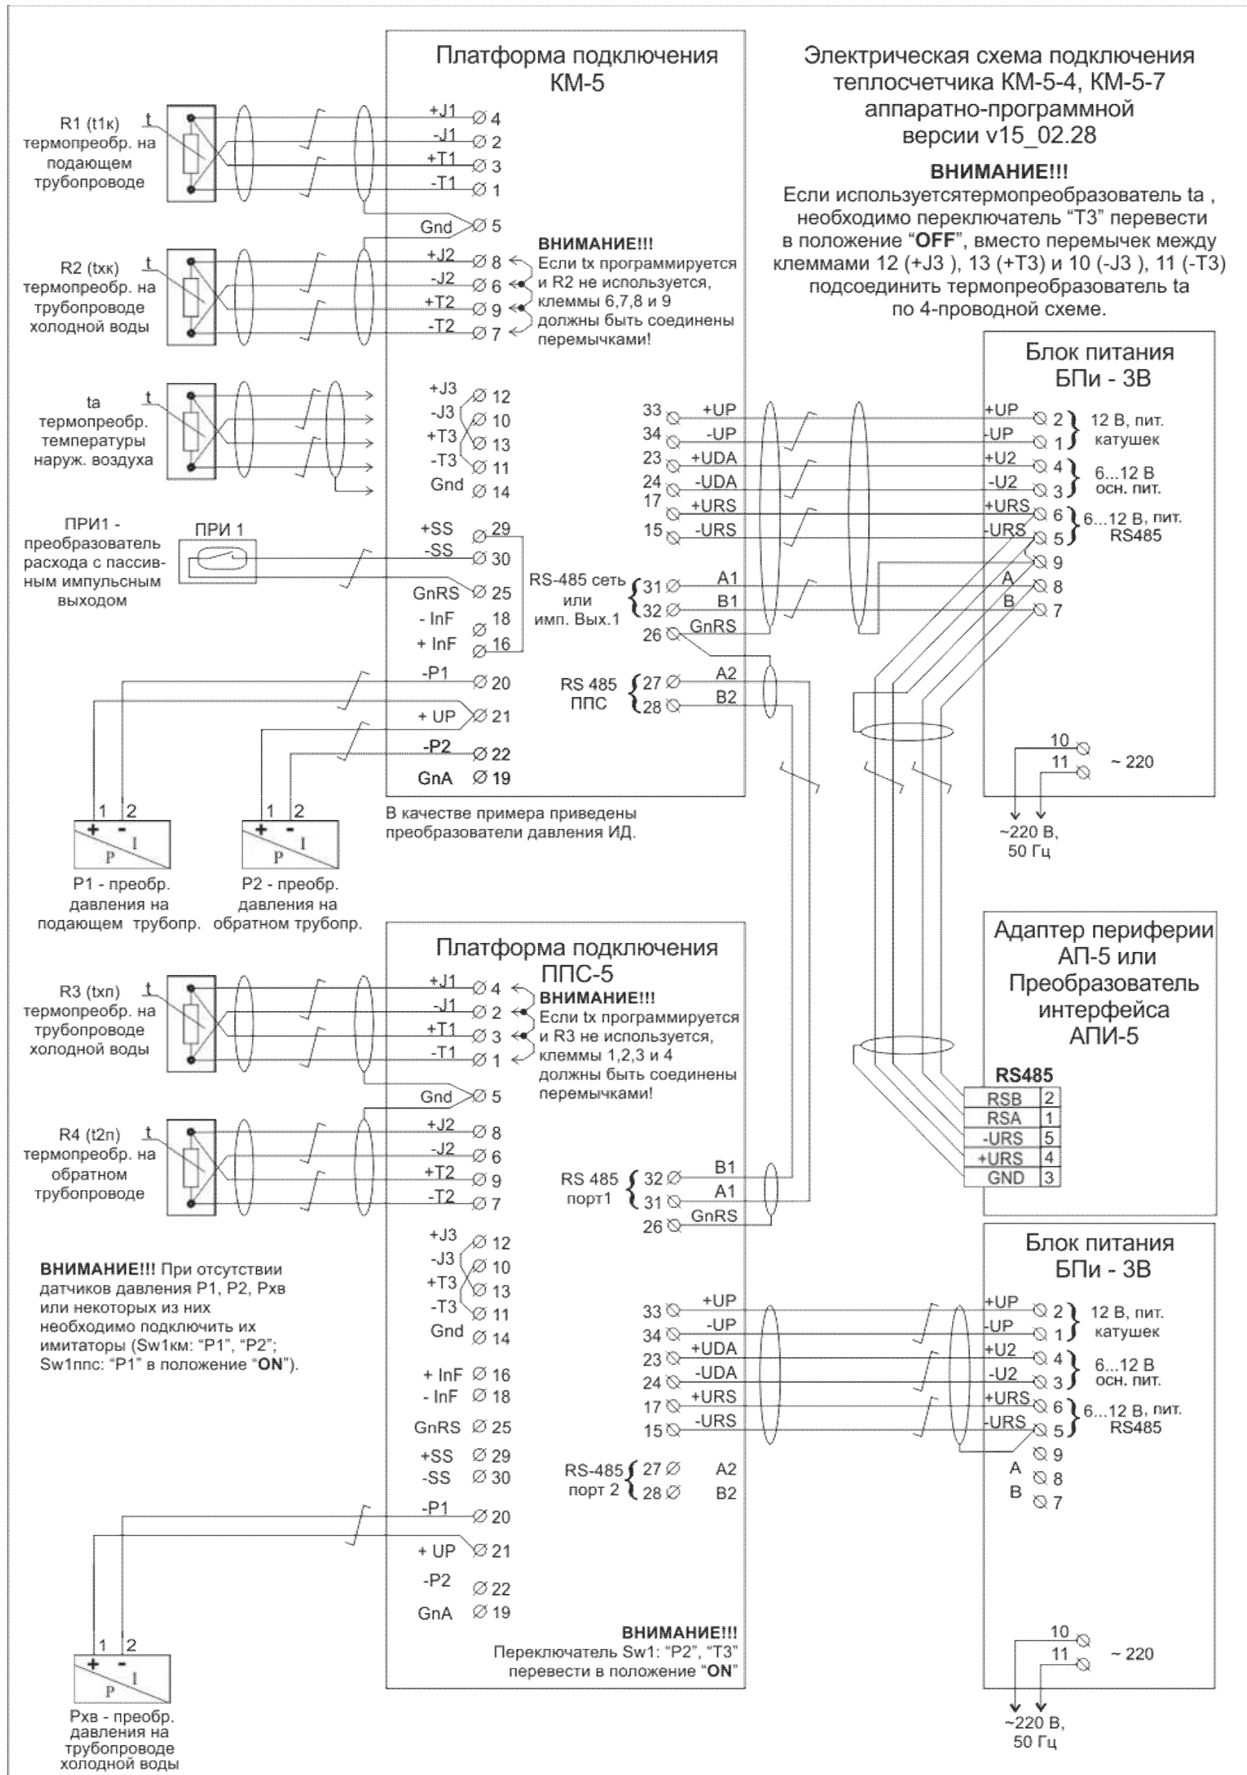 Платформа подключения
КМ-5
Электрическая схема подключения
теплосчетчика КМ-5-4, КМ-5-7
аппаратно-программной
версии v15_02.28
ВНИМАНИЕ!!!
Если используетсятермопреобразователь ta ,
необходимо переключатель “T3” перевести
в положение “OFF”, вместо перемычек между
клеммами 12 (+J3 ), 13 (+T3) и 10 (-J3 ), 11 (-T3)
подсоединить термопреобразователь ta
по 4-проводной схеме.
R1 (t1к)
термопреобр. на
подающем
трубопроводе
t
+J1 4
-J1 2
+T1 3
-T1 1
Gnd 5
R2 (tхк)
термопреобр. на
трубопроводе
холодной воды
t
+J2 8
-J2 6
+T2 9
-T2 7
ВНИМАНИЕ!!!
Если tx программируется
и R2 не используется,
клеммы 6,7,8 и 9
должны быть соединены
перемычками!
ta
термопреобр.
температуры
наруж. воздуха
t
+J3 12
-J3 10
+T3 13
-T3 11
Gnd 14
ПРИ1 -
преобразователь
расхода с пассив-
ным импульсным
выходом
ПРИ 1
+SS 29
-SS 30
GnRS 25
- InF 18
+ InF 16
-P1 20
+ UP 21
-P2 22
GnA 19
33 +UP
34 -UP
23 +UDA
24 -UDA
17 +URS
15 -URS
RS-485 сеть
или
имп. Вых.1
31 A1
32 B1
26 GnRS
RS 485
ППС
27 A2
28 B2
Блок питания
БПи - 3В
+UP 2
-UP 1
12 В, пит.
катушек
+U2 4
-U2 3
6...12 В
осн. пит.
+URS 6
-URS 5
6...12 В, пит.
RS485
9
A 8
B 7
10
11
~ 220
~220 В,
50 Гц
В качестве примера приведены
преобразователи давления ИД.
1 2
+ -
I
P
P1 - преобр.
давления на
подающем трубопр.
1 2
+ -
I
P
P2 - преобр.
давления на
обратном трубопр.
Платформа подключения
ППС-5
R3 (tхп)
термопреобр. на
трубопроводе
холодной воды
t
+J1 4
-J1 2
+T1 3
-T1 1
Gnd 5
ВНИМАНИЕ!!!
Если tx программируется
и R3 не используется,
клеммы 1,2,3 и 4
должны быть соединены
перемычками!
R4 (t2п)
термопреобр. на
обратном
трубопроводе
t
+J2 8
-J2 6
+T2 9
-T2 7
+J3 12
-J3 10
+T3 13
-T3 11
Gnd 14
ВНИМАНИЕ!!! При отсутствии
датчиков давления P1, P2, Pхв
или некоторых из них
необходимо подключить их
имитаторы (Sw1км: “P1”, “P2”;
Sw1ппс: “P1” в положение “ON”).
+ InF 16
- InF 18
GnRS 25
+SS 29
-SS 30
-P1 20
+ UP 21
-P2 22
GnA 19
RS 485
порт1
32 B1
31 A1
26 GnRS
33 +UP
34 -UP
23 +UDA
24 -UDA
17 +URS
15 -URS
RS-485
порт 2
27 A2
28 B2
ВНИМАНИЕ!!!
Переключатель Sw1: “P2”, “T3”
перевести в положение “ON”
1 2
+ -
I
P
Pхв - преобр.
давления на
трубопроводе
холодной воды
Адаптер периферии
АП-5 или
Преобразователь
интерфейса
АПИ-5
RS485
RSB 2
RSA 1
-URS 5
+URS 4
GND 3
Блок питания
БПи - 3В
+UP 2
-UP 1
12 В, пит.
катушек
+U2 4
-U2 3
6...12 В
осн. пит.
+URS 6
-URS 5
6...12 В, пит.
RS485
9
A 8
B 7
10
11
~ 220
~220 В,
50 Гц